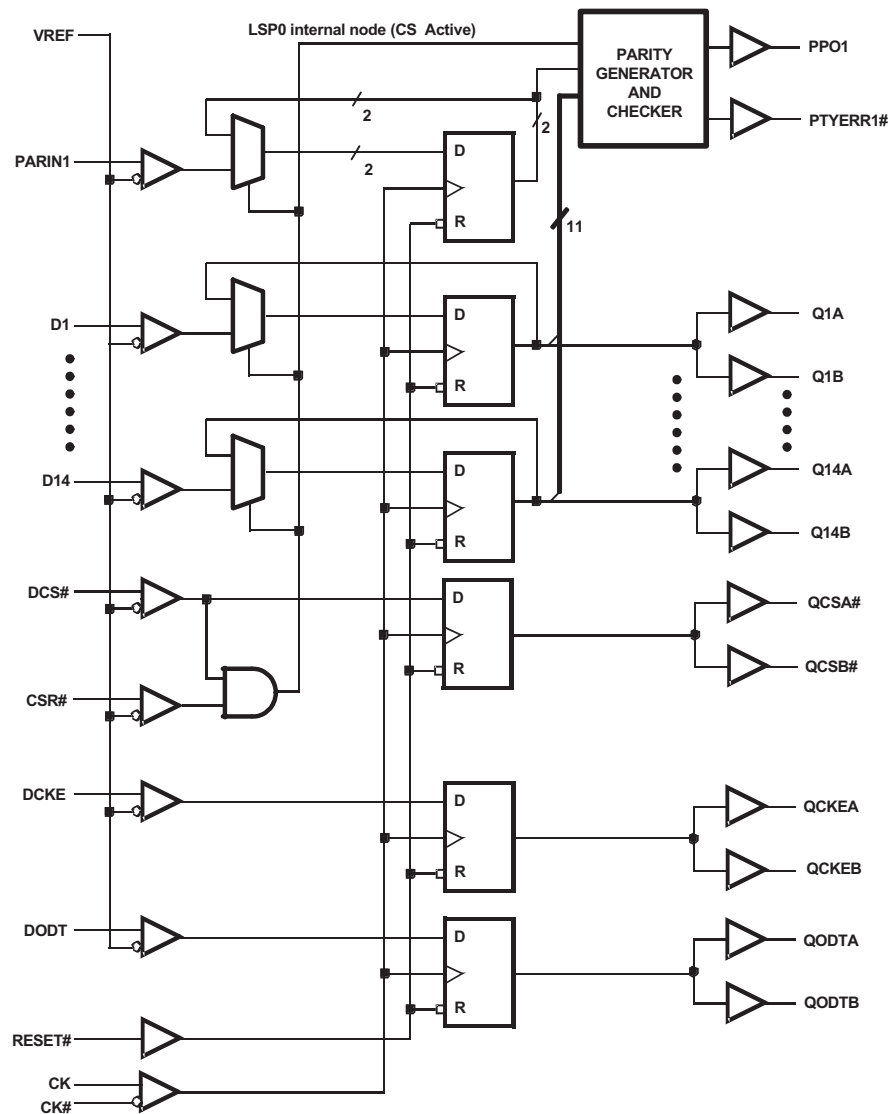 VREF
LSP0 internal node (CS Active)
PARITY
GENERATOR
AND
CHECKER
PPO1
PTYERR1#
2
2
2
PARIN1
D
R
11
D1
D
R
Q1A
Q1B
D14
D
R
Q14A
Q14B
DCS#
D
R
QCSA#
QCSB#
CSR#
DCKE
D
R
QCKEA
QCKEB
DODT
D
R
QODTA
QODTB
RESET#
CK
CK#